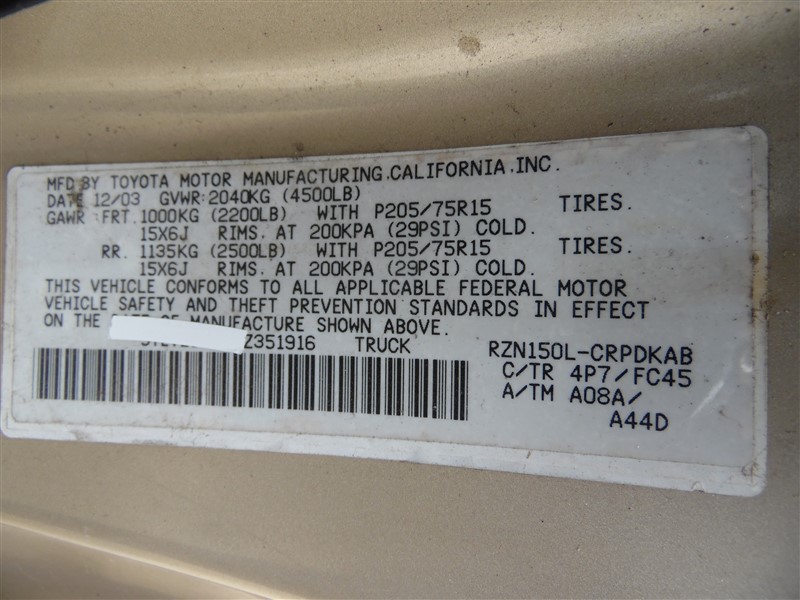 MFD BY TOYOTA MOTOR MANUFACTURING.CALIFORNIA.INC.
DATE 12/03 GVWR:2040KG (4500LB)
GAWR:FRT.1000KG (2200LB) WITH P205/75R15 TIRES.
15X6J RIMS. AT 200KPA (29PSI) COLD.
RR. 1135KG (2500LB) WITH P205/75R15 TIRES.
15X6J RIMS. AT 200KPA (29PSI) COLD.
THIS VEHICLE CONFORMS TO ALL APPLICABLE FEDERAL MOTOR
VEHICLE SAFETY AND THEFT PREVENTION STANDARDS IN EFFECT
ON THE DATE OF MANUFACTURE SHOWN ABOVE.
Z351916 TRUCK RZN150L-CRPDKAB
C/TR 4P7/FC45
A/TM A08A/
A44D